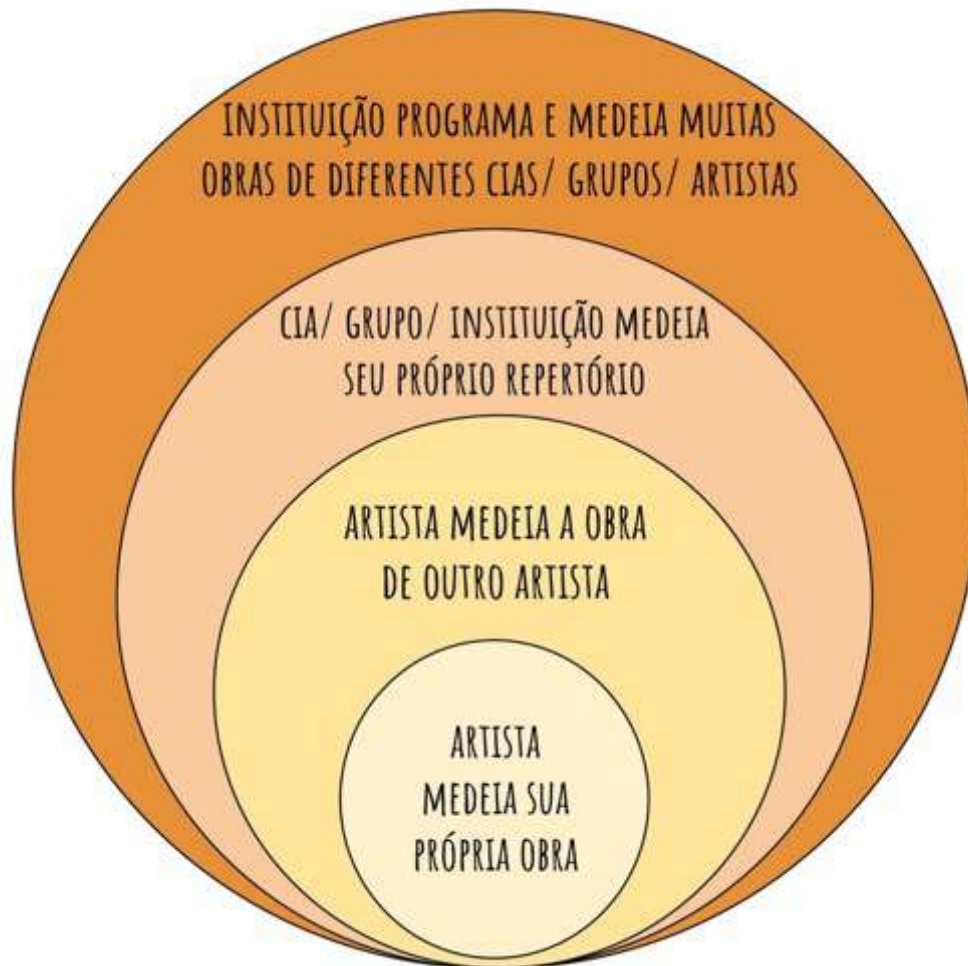 INSTITUIÇÃO PROGRAMA E MEDEIA MUITAS
OBRAS DE DIFERENTES CIAS/ GRUPOS/ ARTISTAS
CIA/ GRUPO/ INSTITUIÇÃO MEDEIA
SEU PRÓPRIO REPERTÓRIO
ARTISTA MEDEIA A OBRA
DE OUTRO ARTISTA
ARTISTA
MEDEIA SUA
PRÓPRIA OBRA